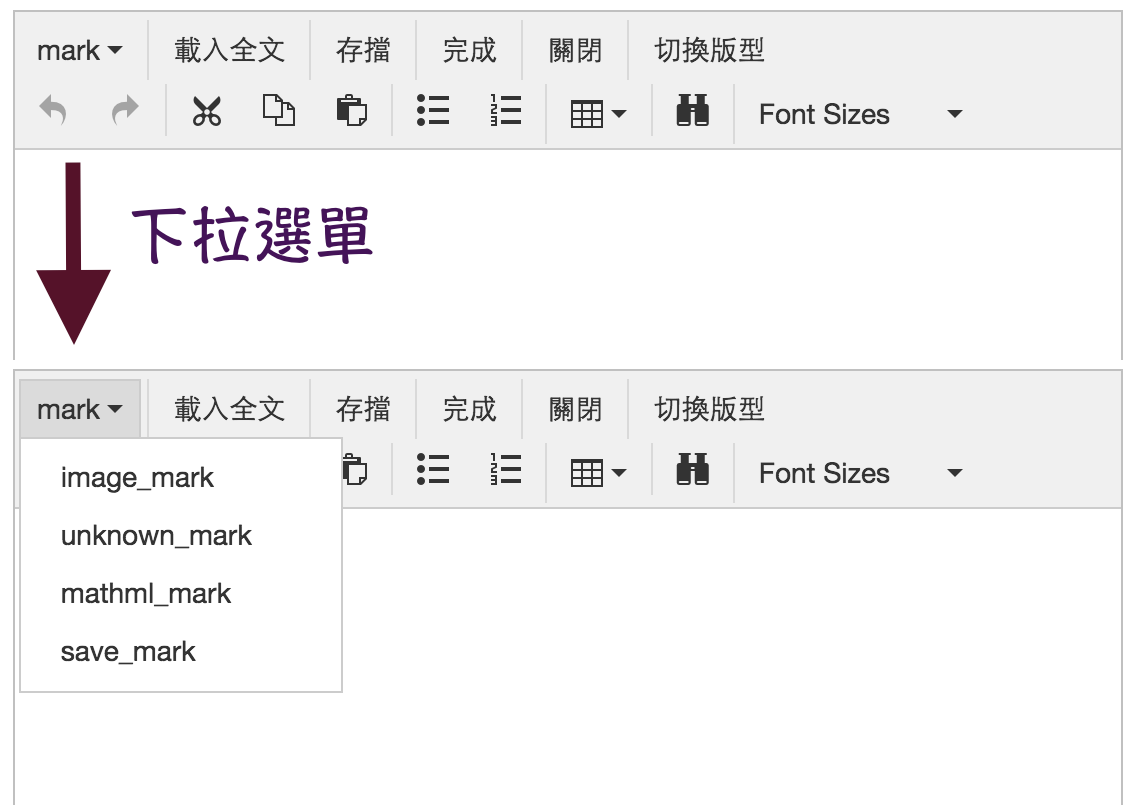 mark 載入全文 存擋 完成 關閉 切換版型
Font Sizes
下拉選單
mark 載入全文 存擋 完成 關閉 切換版型
Font Sizes
image_mark
unknown_mark
mathml_mark
save_mark